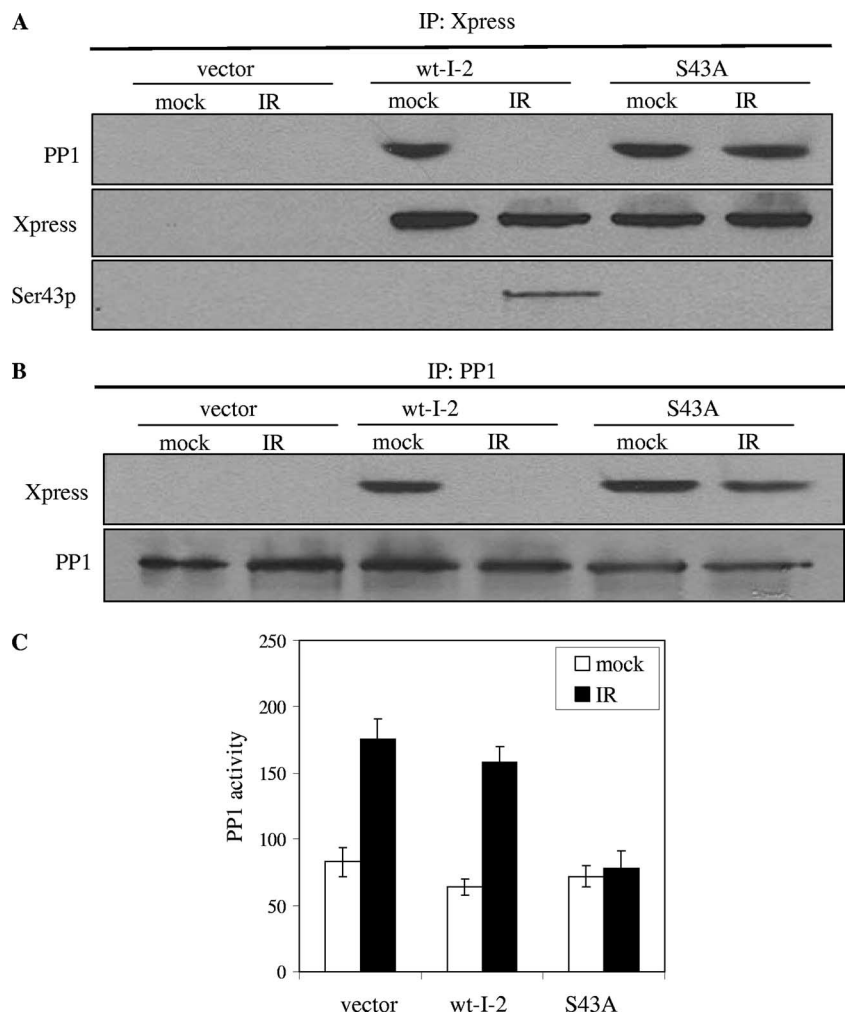 A
IP: Xpress
vector wt-I-2 S43A
mock IR mock IR mock IR
PP1
Xpress
Ser43p
B
IP: PP1
vector wt-I-2 S43A
mock IR mock IR mock IR
Xpress
PP1
C
250
200
150
100
50
0
PP1 activity
mock
IR
vector wt-I-2 S43A